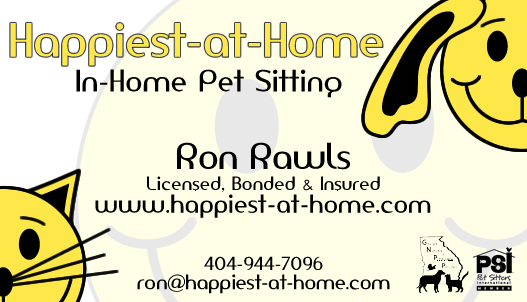 Happiest-at-Home
In-Home Pet Sitting
Ron Rawls
Licensed, Bonded & Insured
www.happiest-at-home.com
404-944-7096
ron@happiest-at-home.com
PSI
Pet Sitters
International
MEMBER